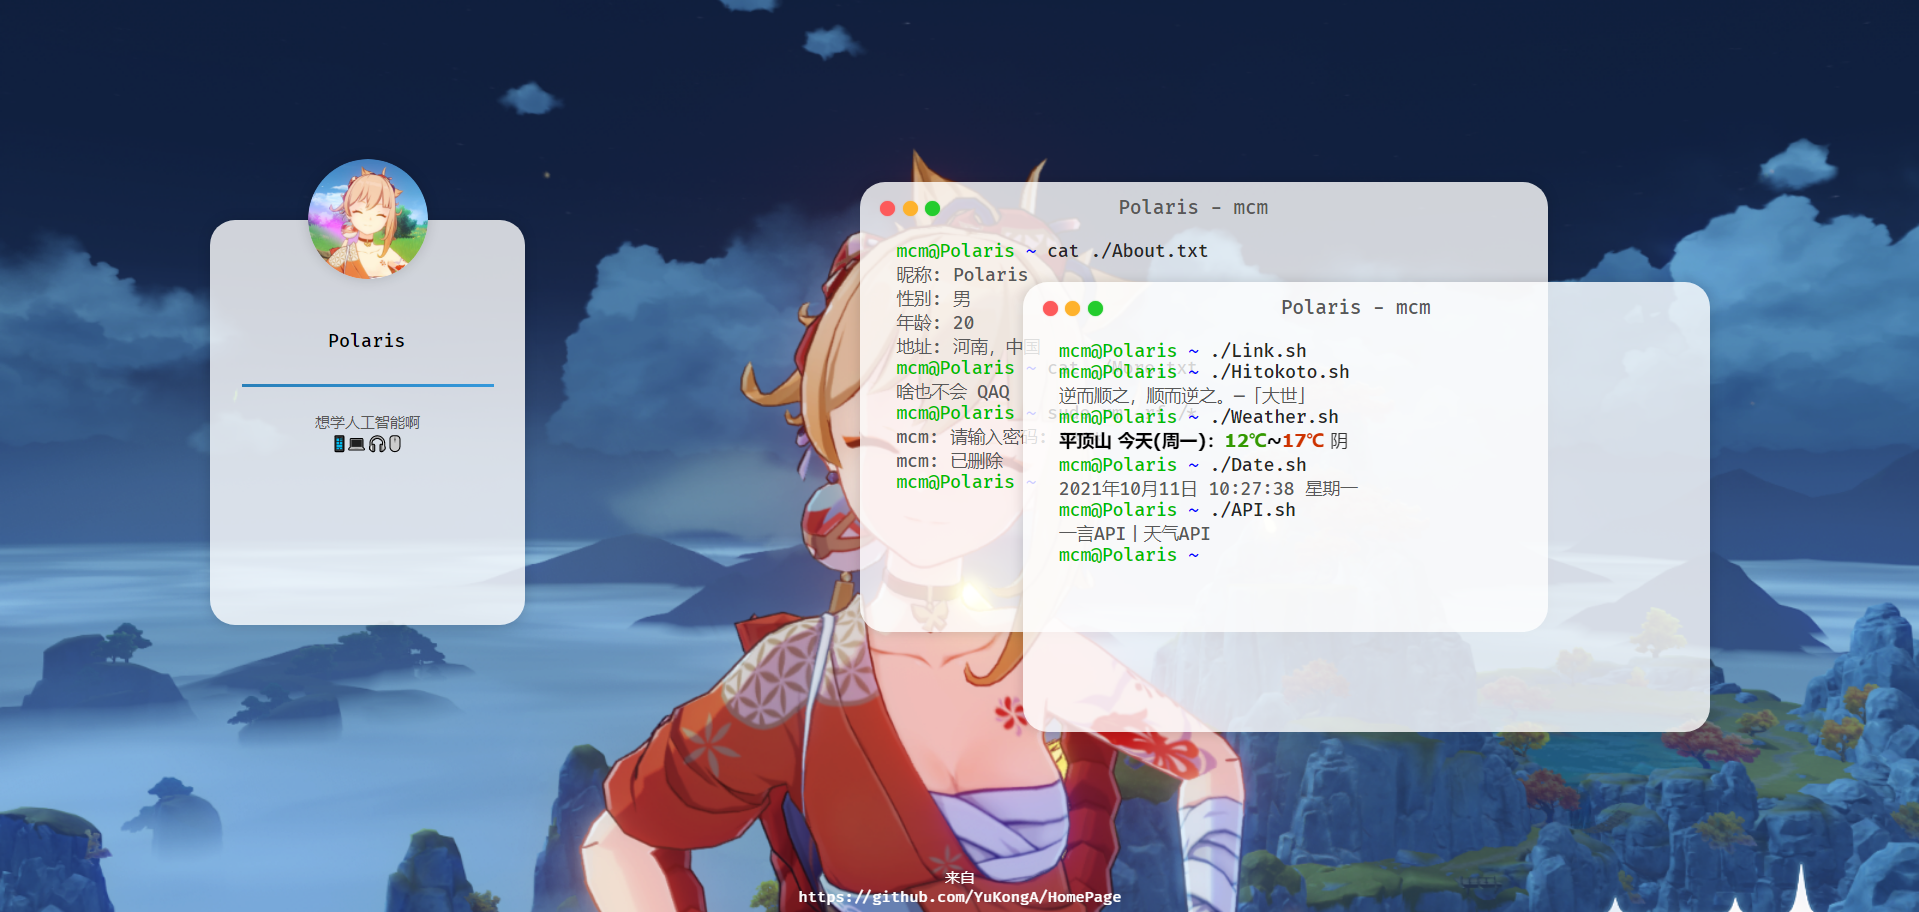 Polaris
想学人工智能啊
Polaris - mcm
mcm@Polaris ~ cat ./About.txt
昵称: Polaris
性别: 男
年龄: 20
地址: 河南, 中国
mcm@Polaris ~ cat ./More.txt
啥也不会 QAQ
mcm@Polaris ~ sudo rm -rf /*
mcm: 请输入密码:
mcm: 已删除
mcm@Polaris ~
Polaris - mcm
mcm@Polaris ~ ./Link.sh
mcm@Polaris ~ ./Hitokoto.sh
逆而顺之，顺而逆之。—「大世」
mcm@Polaris ~ ./Weather.sh
平顶山 今天(周一): 12℃~17℃ 阴
mcm@Polaris ~ ./Date.sh
2021年10月11日 10:27:38 星期一
mcm@Polaris ~ ./API.sh
一言API | 天气API
mcm@Polaris ~
来自
https://github.com/YuKongA/HomePage